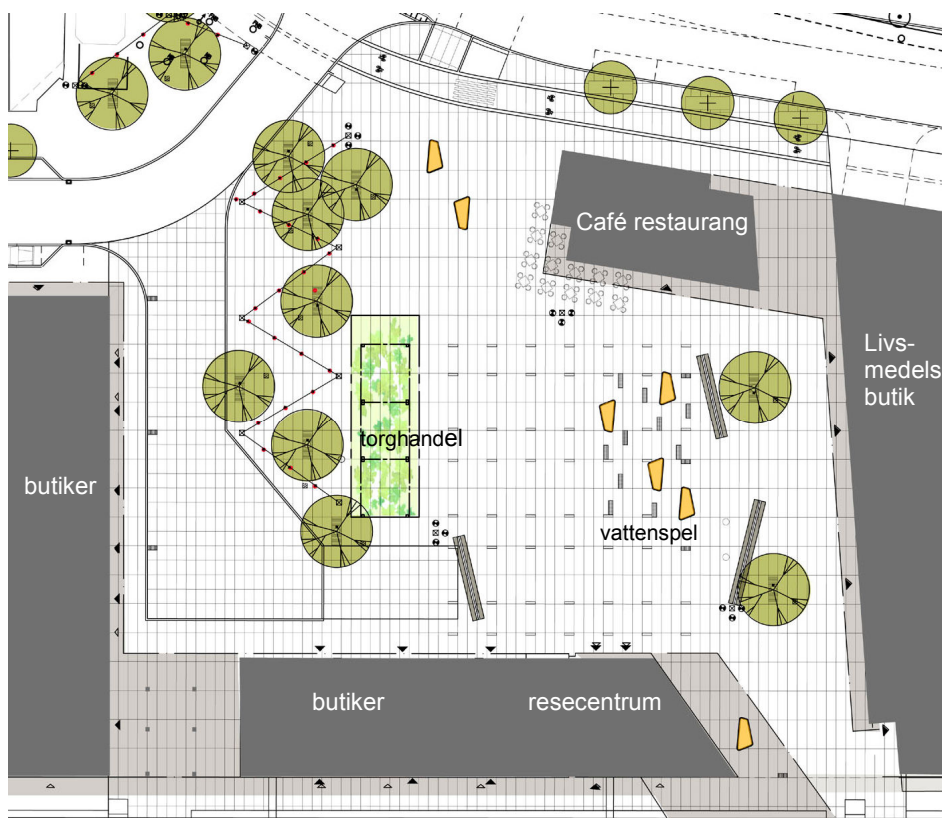 Café restaurang
Livs-
medels
butik
torghandel
butiker
vattenspel
butiker
resecentrum